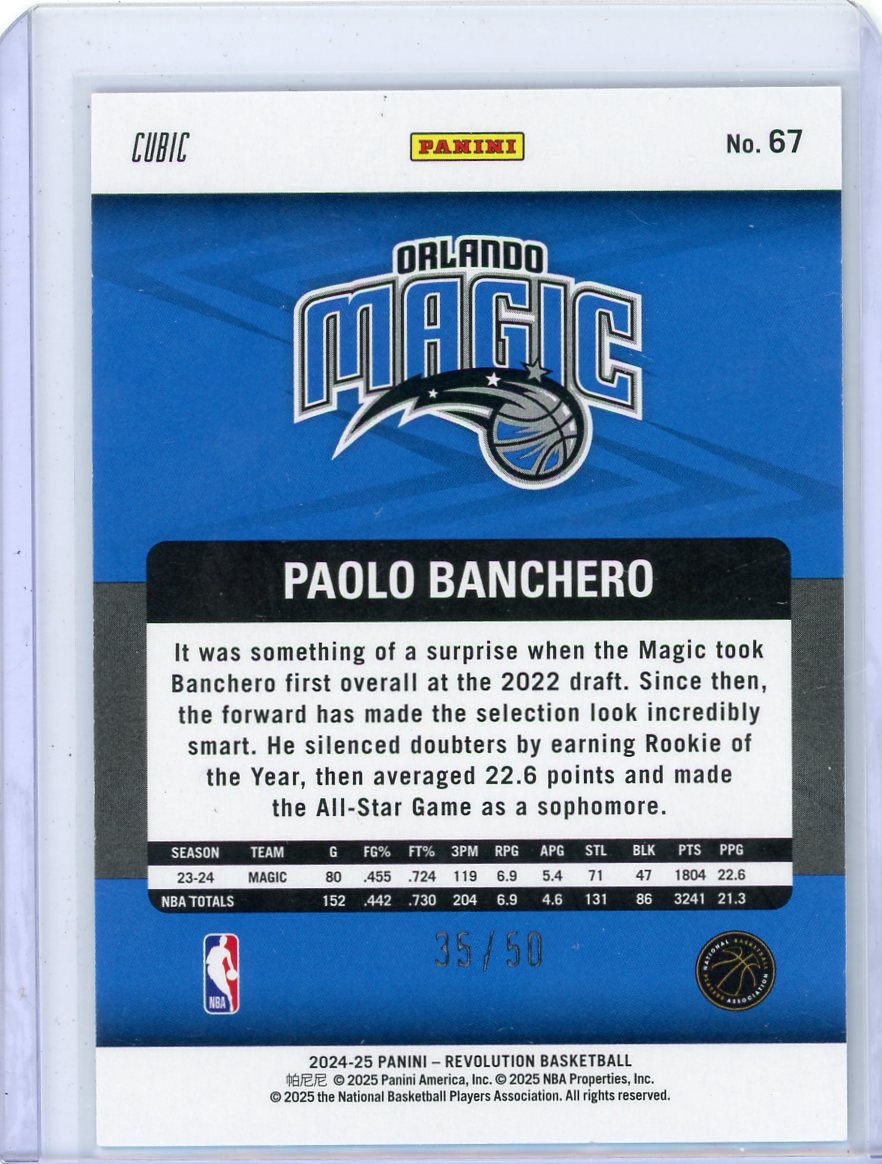 CUBIC
PANINI
No. 67
ORLANDO
MAGIC
PAOLO BANCHERO
It was something of a surprise when the Magic took
Banchero first overall at the 2022 draft. Since then,
the forward has made the selection look incredibly
smart. He silenced doubters by earning Rookie of
the Year, then averaged 22.6 points and made
the All-Star Game as a sophomore.
SEASON TEAM G FG% FT% 3PM RPG APG STL BLK PTS PPG
23-24 MAGIC 80 .455 .724 119 6.9 5.4 71 47 1804 22.6
NBA TOTALS 152 .442 .730 204 6.9 4.6 131 86 3241 21.3
35/50
NBA
NATIONAL BASKETBALL PLAYERS ASSOCIATION
2024-25 PANINI – REVOLUTION BASKETBALL
帕尼尼 © 2025 Panini America, Inc. © 2025 NBA Properties, Inc.
© 2025 the National Basketball Players Association. All rights reserved.